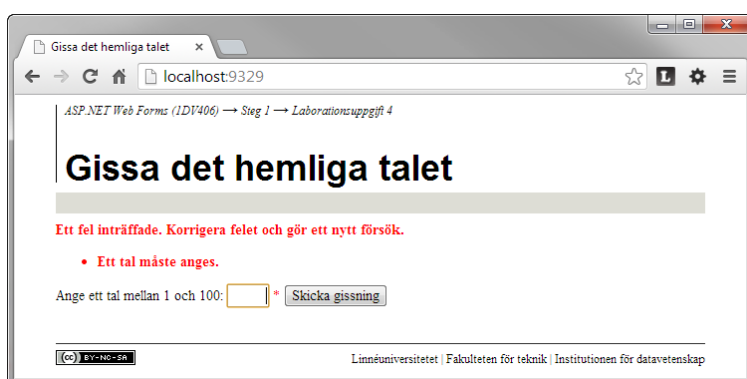 Gissa det hemliga talet
localhost:9329
ASP.NET Web Forms (1DV406) → Steg 1 → Laborationsuppgift 4
Gissa det hemliga talet
Ett fel inträffade. Korrigera felet och gör ett nytt försök.
• Ett tal måste anges.
Ange ett tal mellan 1 och 100: * Skicka gissning
(cc) BY-NC-SA Linnéuniversitetet | Fakulteten för teknik | Institutionen för datavetenskap